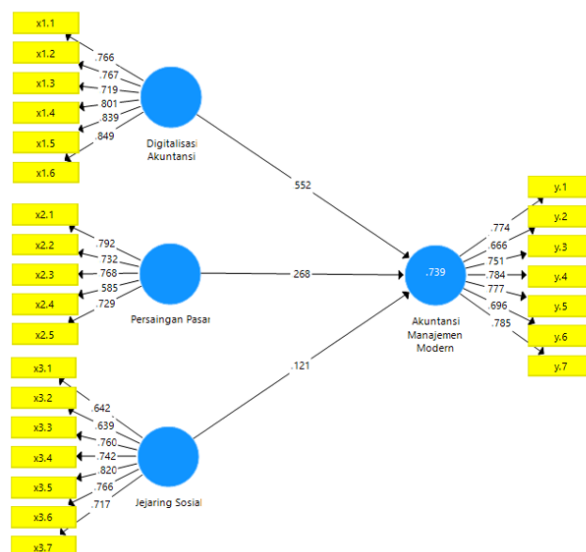 x1.1
x1.2
x1.3
x1.4
x1.5
x1.6
.766
.767
.719
.801
.839
.849
Digitalisasi
Akuntansi
552
x2.1
x2.2
x2.3
x2.4
x2.5
.792
.732
.768
.585
.729
Persaingan Pasar
268
x3.1
x3.2
x3.3
x3.4
x3.5
x3.6
x3.7
.642
.639
.760
.742
.820
.766
.717
Jejaring Sosial
.121
.739
Akuntansi
Manajemen
Modern
.774
.666
.751
.784
.777
.696
.785
y.1
y.2
y.3
y.4
y.5
y.6
y.7